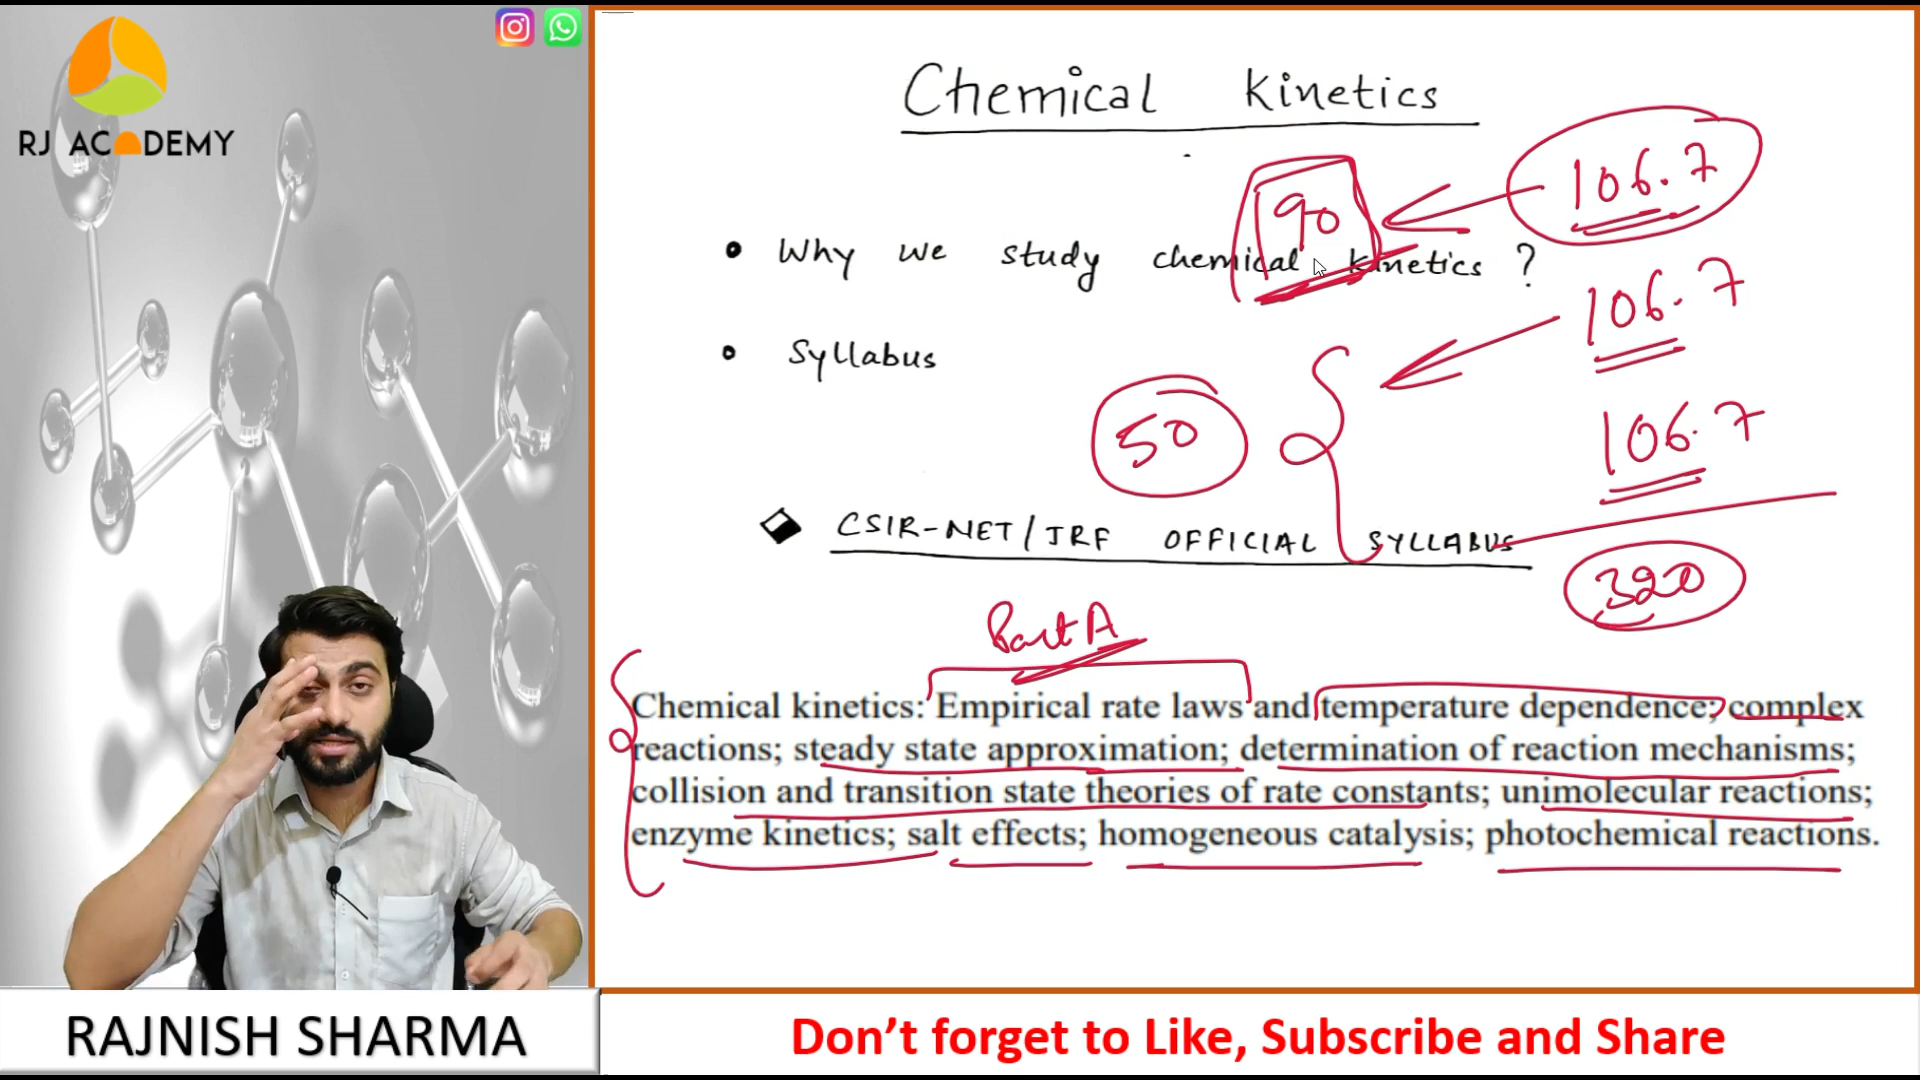 RJ ACADEMY
Chemical Kinetics
90
106.7
• Why we study chemical kinetics ?
106.7
• Syllabus
50
106.7
CSIR-NET/JRF OFFICIAL SYLLABUS
320
Part A
Chemical kinetics: Empirical rate laws and temperature dependence; complex
reactions; steady state approximation; determination of reaction mechanisms;
collision and transition state theories of rate constants; unimolecular reactions;
enzyme kinetics; salt effects; homogeneous catalysis; photochemical reactions.
RAJNISH SHARMA
Don’t forget to Like, Subscribe and Share